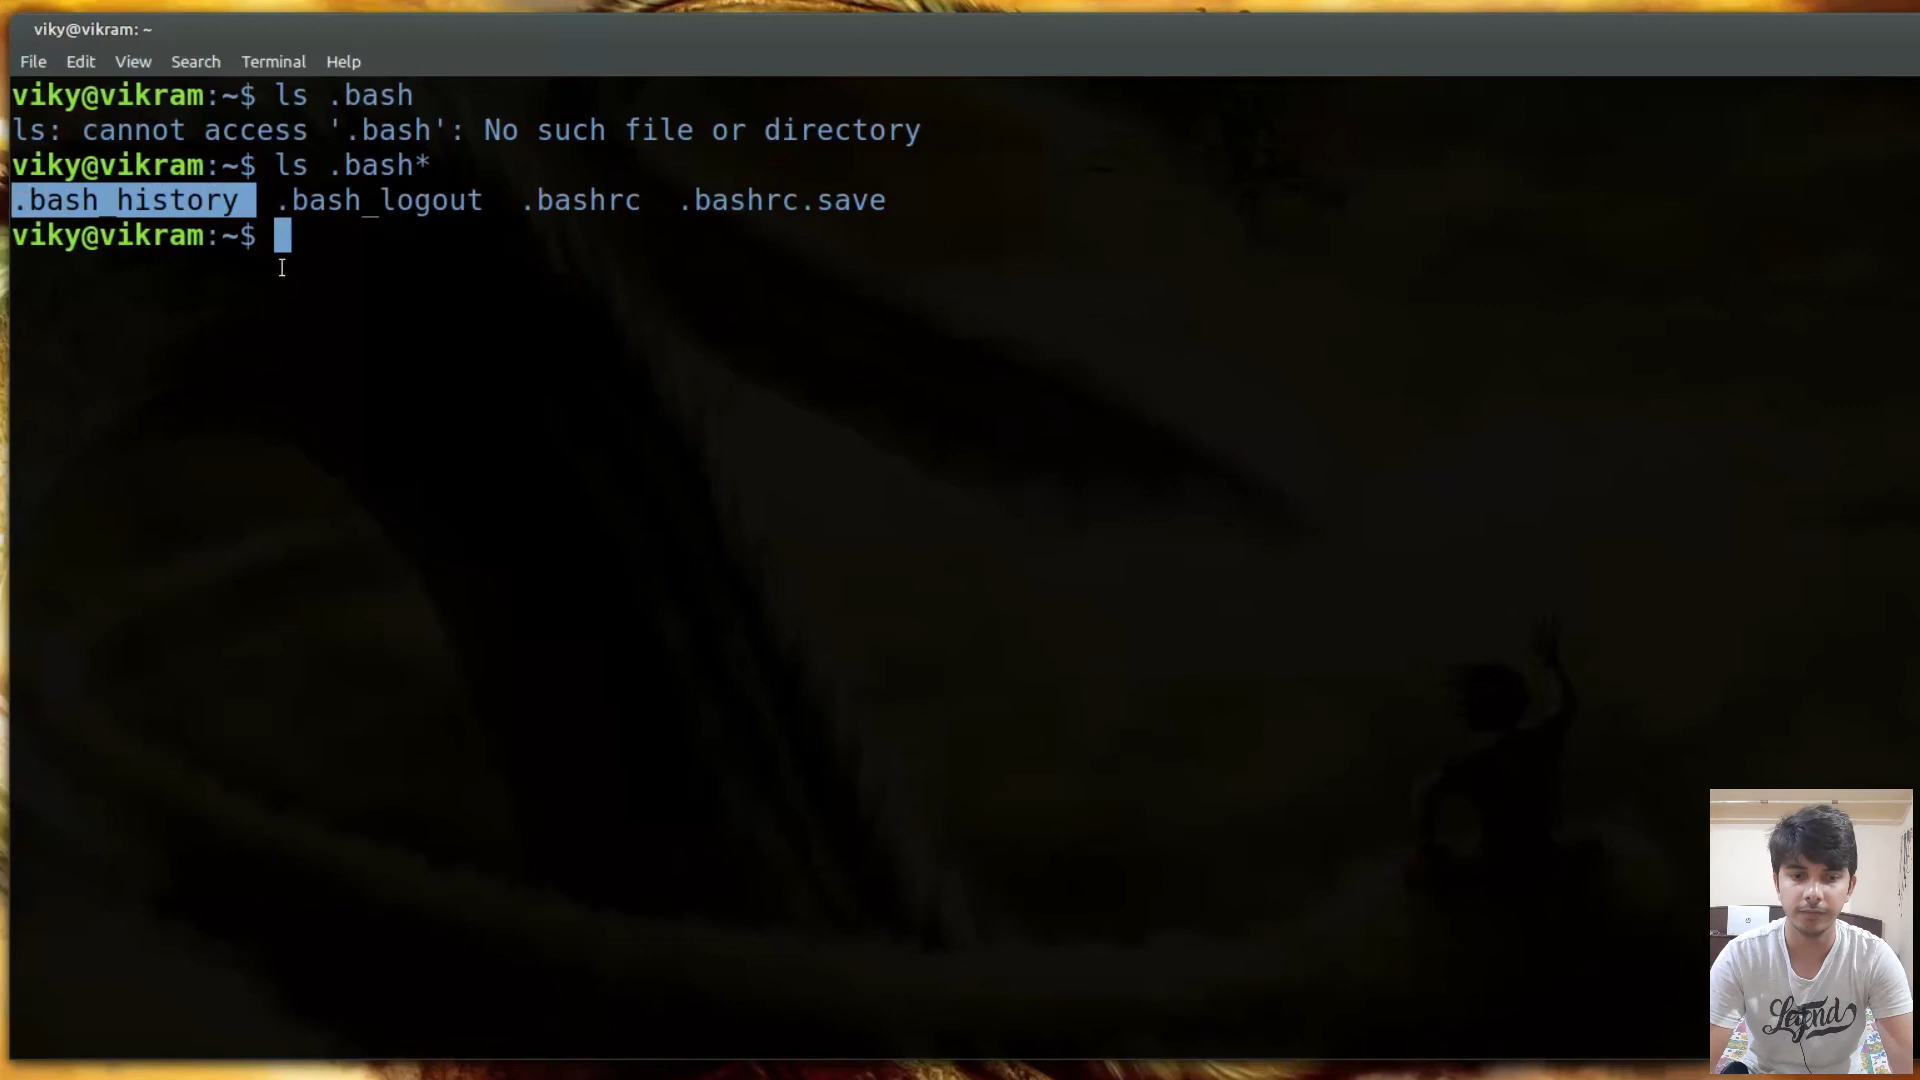 viky@vikram: ~
File Edit View Search Terminal Help
viky@vikram:~$ ls .bash
ls: cannot access '.bash': No such file or directory
viky@vikram:~$ ls .bash*
.bash_history .bash_logout .bashrc .bashrc.save
viky@vikram:~$
Legend